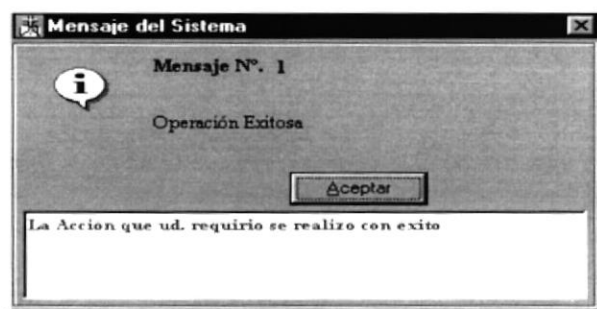 Mensaje del Sistema
Mensaje Nº. 1
Operación Exitosa
Aceptar
La Accion que ud. requirio se realizo con exito